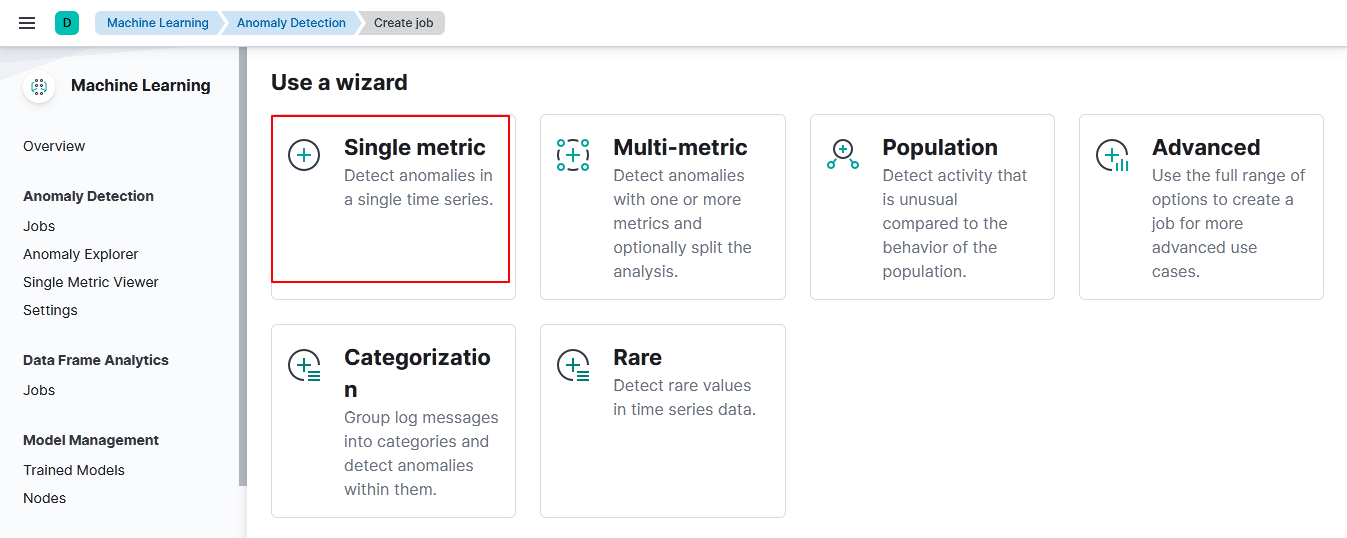 D
Machine Learning
Anomaly Detection
Create job
Machine Learning
Overview
Anomaly Detection
Jobs
Anomaly Explorer
Single Metric Viewer
Settings
Data Frame Analytics
Jobs
Model Management
Trained Models
Nodes
Use a wizard
Single metric
Detect anomalies in
a single time series.
Multi-metric
Detect anomalies
with one or more
metrics and
optionally split the
analysis.
Population
Detect activity that
is unusual
compared to the
behavior of the
population.
Advanced
Use the full range of
options to create a
job for more
advanced use
cases.
Categorizatio
n
Group log messages
into categories and
detect anomalies
within them.
Rare
Detect rare values
in time series data.